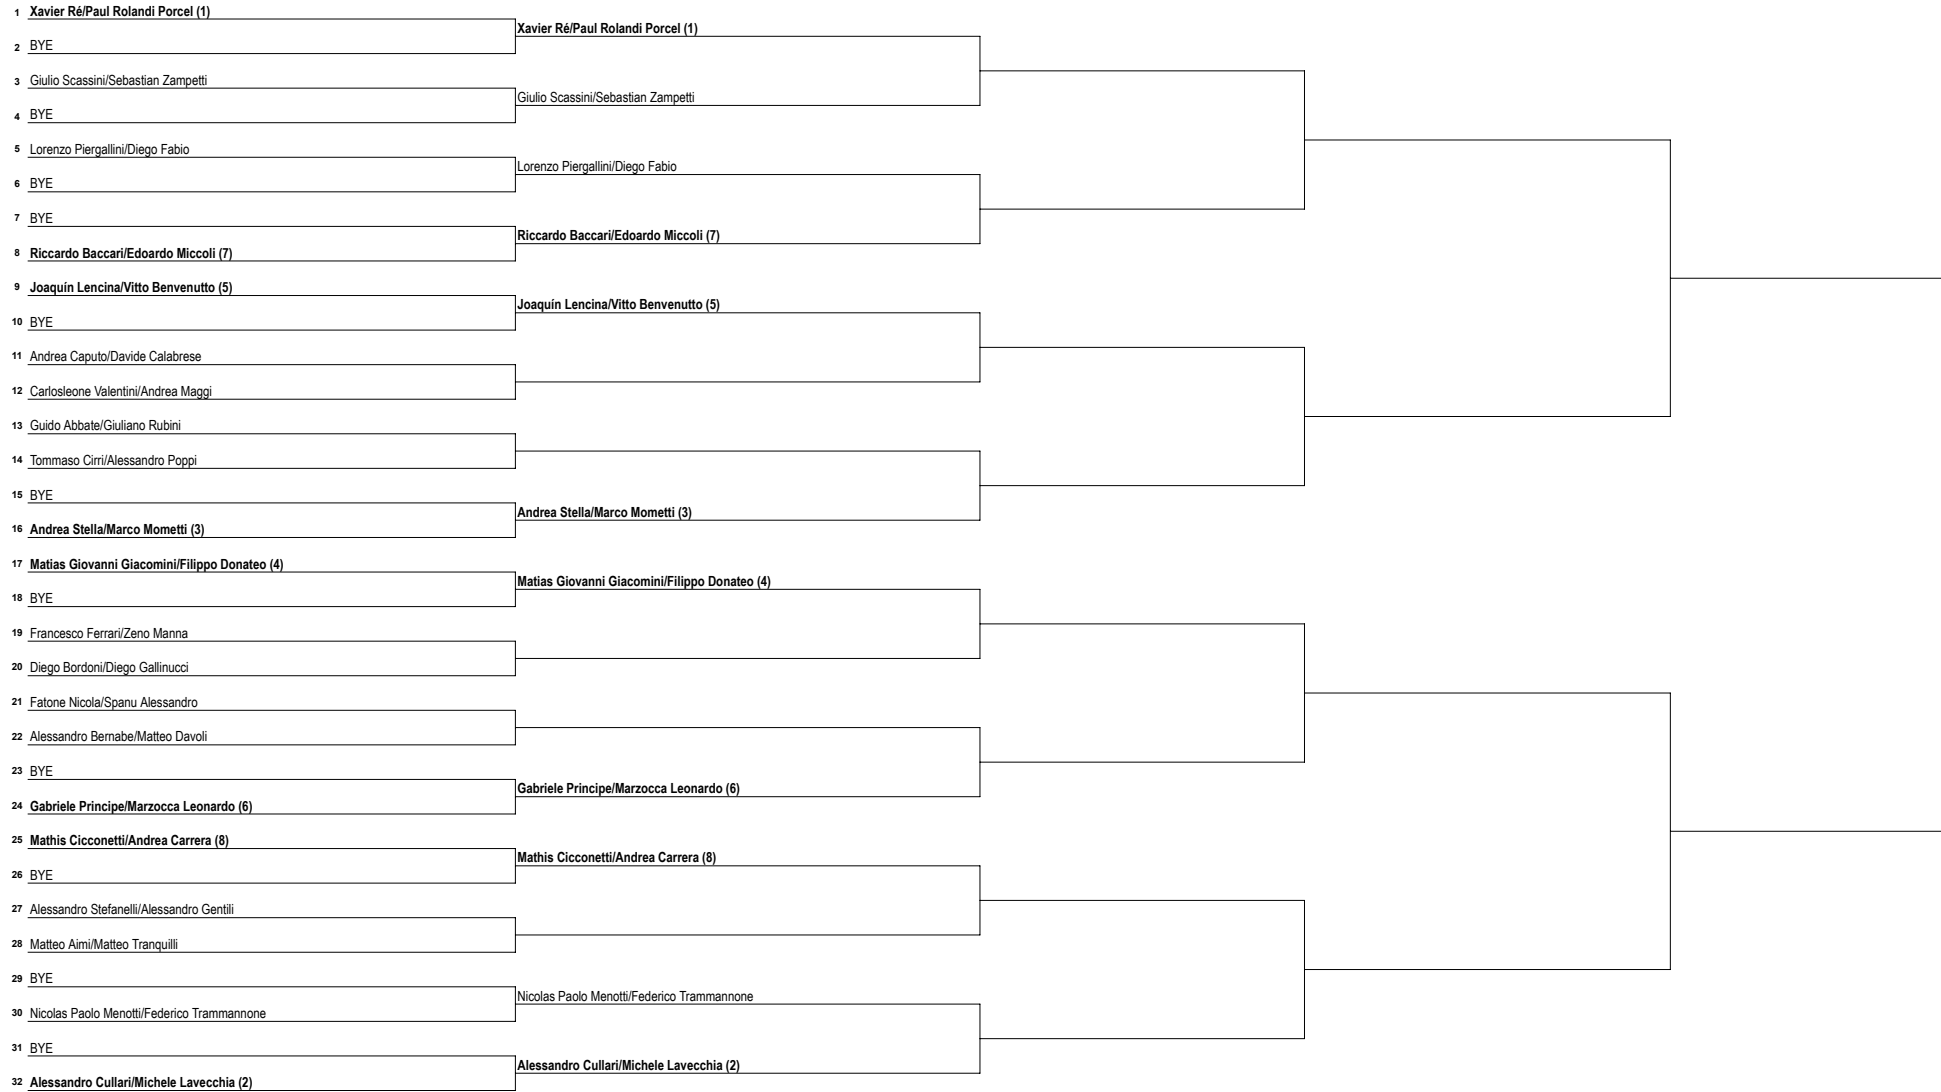 1 Xavier Ré/Paul Rolandi Porcel (1)
Xavier Ré/Paul Rolandi Porcel (1)
2 BYE
3 Giulio Scassini/Sebastian Zampetti
Giulio Scassini/Sebastian Zampetti
4 BYE
5 Lorenzo Piergallini/Diego Fabio
Lorenzo Piergallini/Diego Fabio
6 BYE
7 BYE
Riccardo Baccari/Edoardo Miccoli (7)
8 Riccardo Baccari/Edoardo Miccoli (7)
9 Joaquín Lencina/Vitto Benvenutto (5)
Joaquín Lencina/Vitto Benvenutto (5)
10 BYE
11 Andrea Caputo/Davide Calabrese
12 Carlosleone Valentini/Andrea Maggi
13 Guido Abbate/Giuliano Rubini
14 Tommaso Cirri/Alessandro Poppi
15 BYE
Andrea Stella/Marco Mometti (3)
16 Andrea Stella/Marco Mometti (3)
17 Matias Giovanni Giacomini/Filippo Donateo (4)
Matias Giovanni Giacomini/Filippo Donateo (4)
18 BYE
19 Francesco Ferrari/Zeno Manna
20 Diego Bordoni/Diego Gallinucci
21 Fatone Nicola/Spanu Alessandro
22 Alessandro Bernabe/Matteo Davoli
23 BYE
Gabriele Principe/Marzocca Leonardo (6)
24 Gabriele Principe/Marzocca Leonardo (6)
25 Mathis Cicconetti/Andrea Carrera (8)
Mathis Cicconetti/Andrea Carrera (8)
26 BYE
27 Alessandro Stefanelli/Alessandro Gentili
28 Matteo Aimi/Matteo Tranquilli
29 BYE
Nicolas Paolo Menotti/Federico Trammannone
30 Nicolas Paolo Menotti/Federico Trammannone
31 BYE
Alessandro Cullari/Michele Lavecchia (2)
32 Alessandro Cullari/Michele Lavecchia (2)